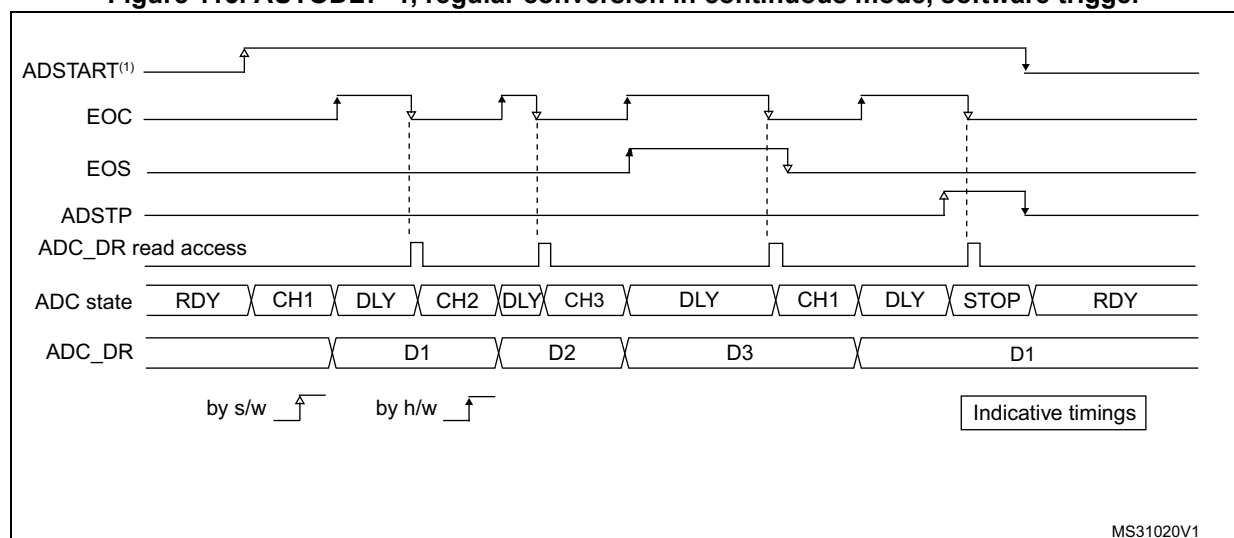 ADSTART(1)
EOC
EOS
ADSTP
ADC_DR read access
ADC state RDY CH1 DLY CH2 DLY CH3 DLY CH1 DLY STOP RDY
ADC_DR D1 D2 D3 D1
by s/w by h/w Indicative timings
MS31020V1